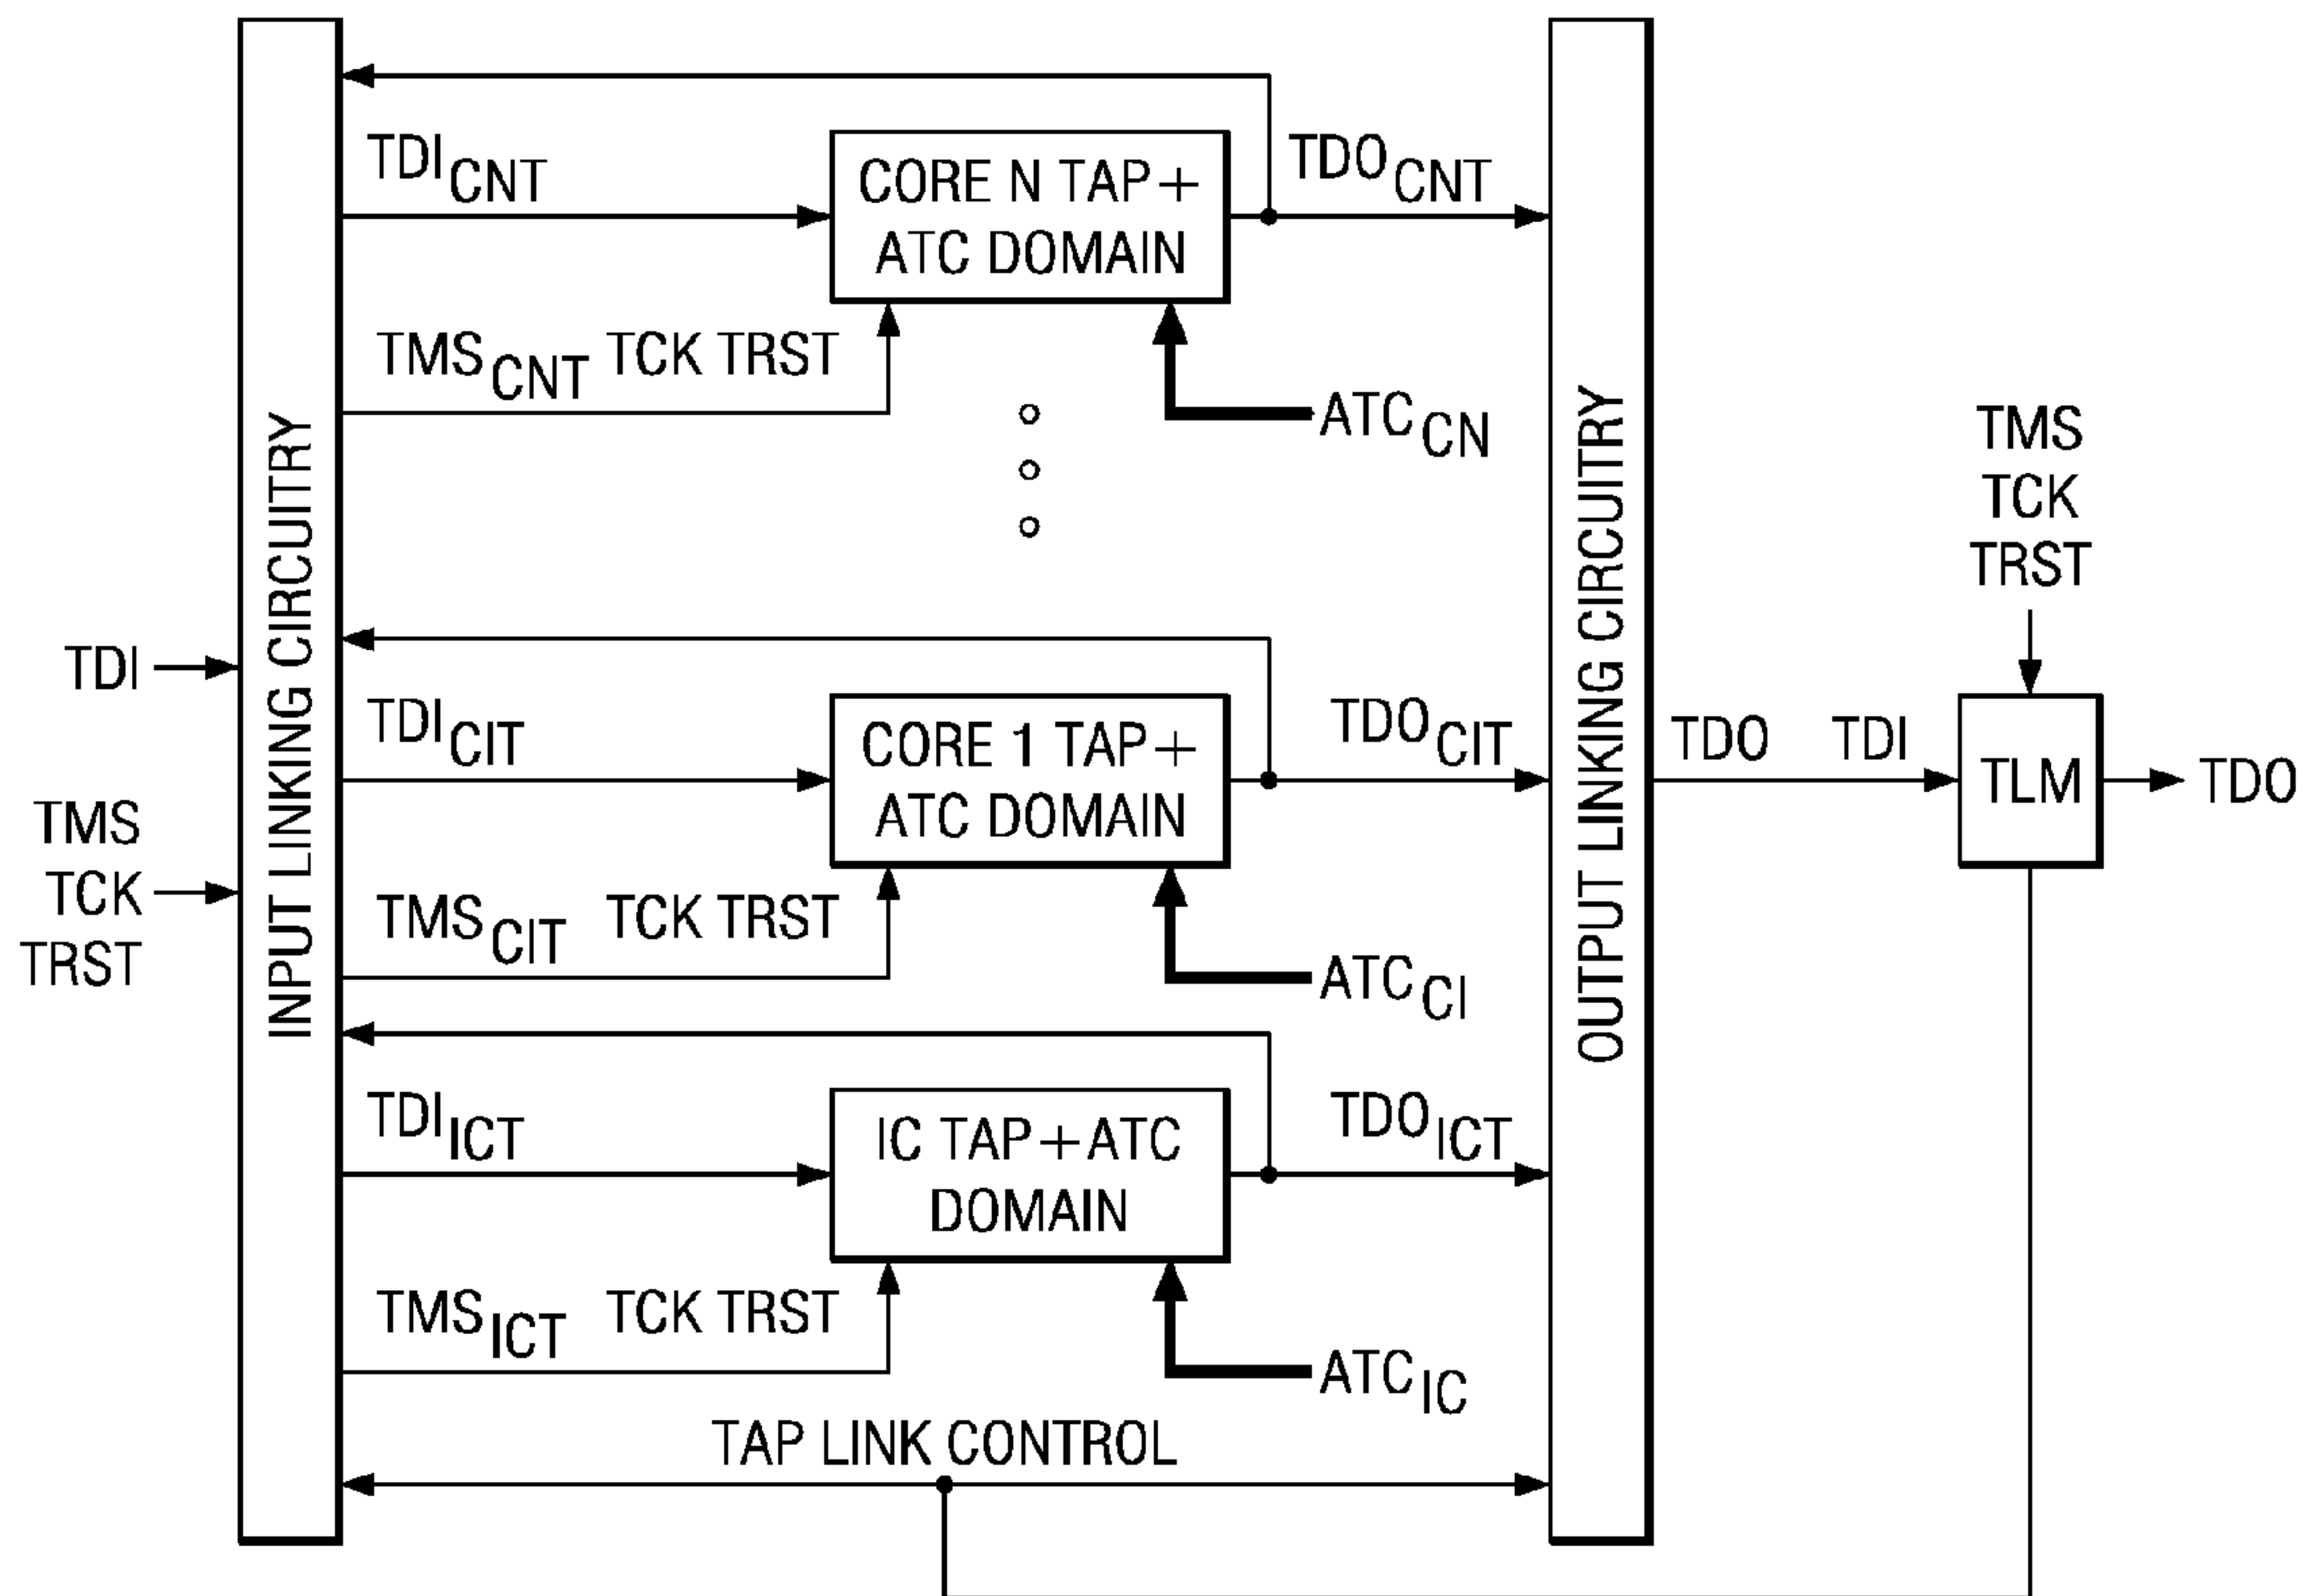 TDI CNT
CORE N TAP+
ATC DOMAIN
TDO CNT
TMS CNT TCK TRST
ATC CN
INPUT LINKING CIRCUITRY
OUTPUT LINKING CIRCUITRY
TMS
TCK
TRST
TDI
TDI CIT
CORE 1 TAP+
ATC DOMAIN
TDO CIT
TDO
TDI
TLM
TDO
TMS
TCK
TRST
TMS CIT TCK TRST
ATC CI
TDI ICT
IC TAP+ATC
DOMAIN
TDO ICT
TMS ICT TCK TRST
ATC IC
TAP LINK CONTROL